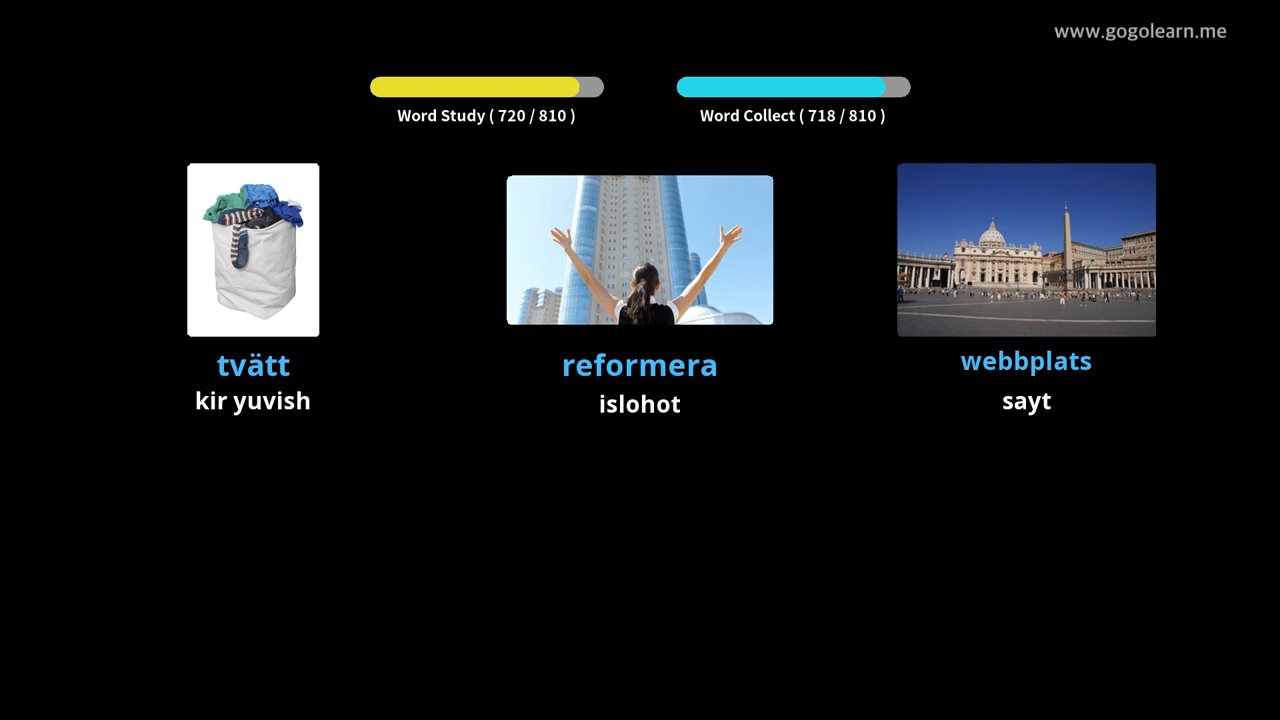 www.gogolearn.me
Word Study ( 720 / 810 )
Word Collect ( 718 / 810 )
tvätt
kir yuvish
reformera
islohot
webbplats
sayt